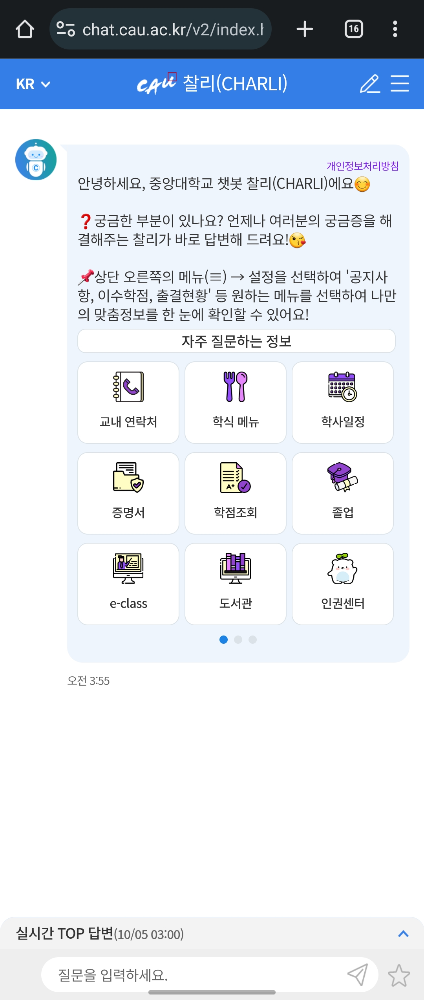 chat.cau.ac.kr/v2/index.h
16
KR
CAU 찰리(CHARLI)
개인정보처리방침
안녕하세요, 중앙대학교 챗봇 찰리(CHARLI)에요😊
❓궁금한 부분이 있나요? 언제나 여러분의 궁금증을 해
결해주는 찰리가 바로 답변해 드려요!😘
📌상단 오른쪽의 메뉴(≡) → 설정을 선택하여 '공지사
항, 이수학점, 출결현황' 등 원하는 메뉴를 선택하여 나만
의 맞춤정보를 한 눈에 확인할 수 있어요!
자주 질문하는 정보
교내 연락처
학식 메뉴
학사일정
A+
증명서
학점조회
졸업
e-class
도서관
인권센터
오전 3:55
실시간 TOP 답변(10/05 03:00)
질문을 입력하세요.